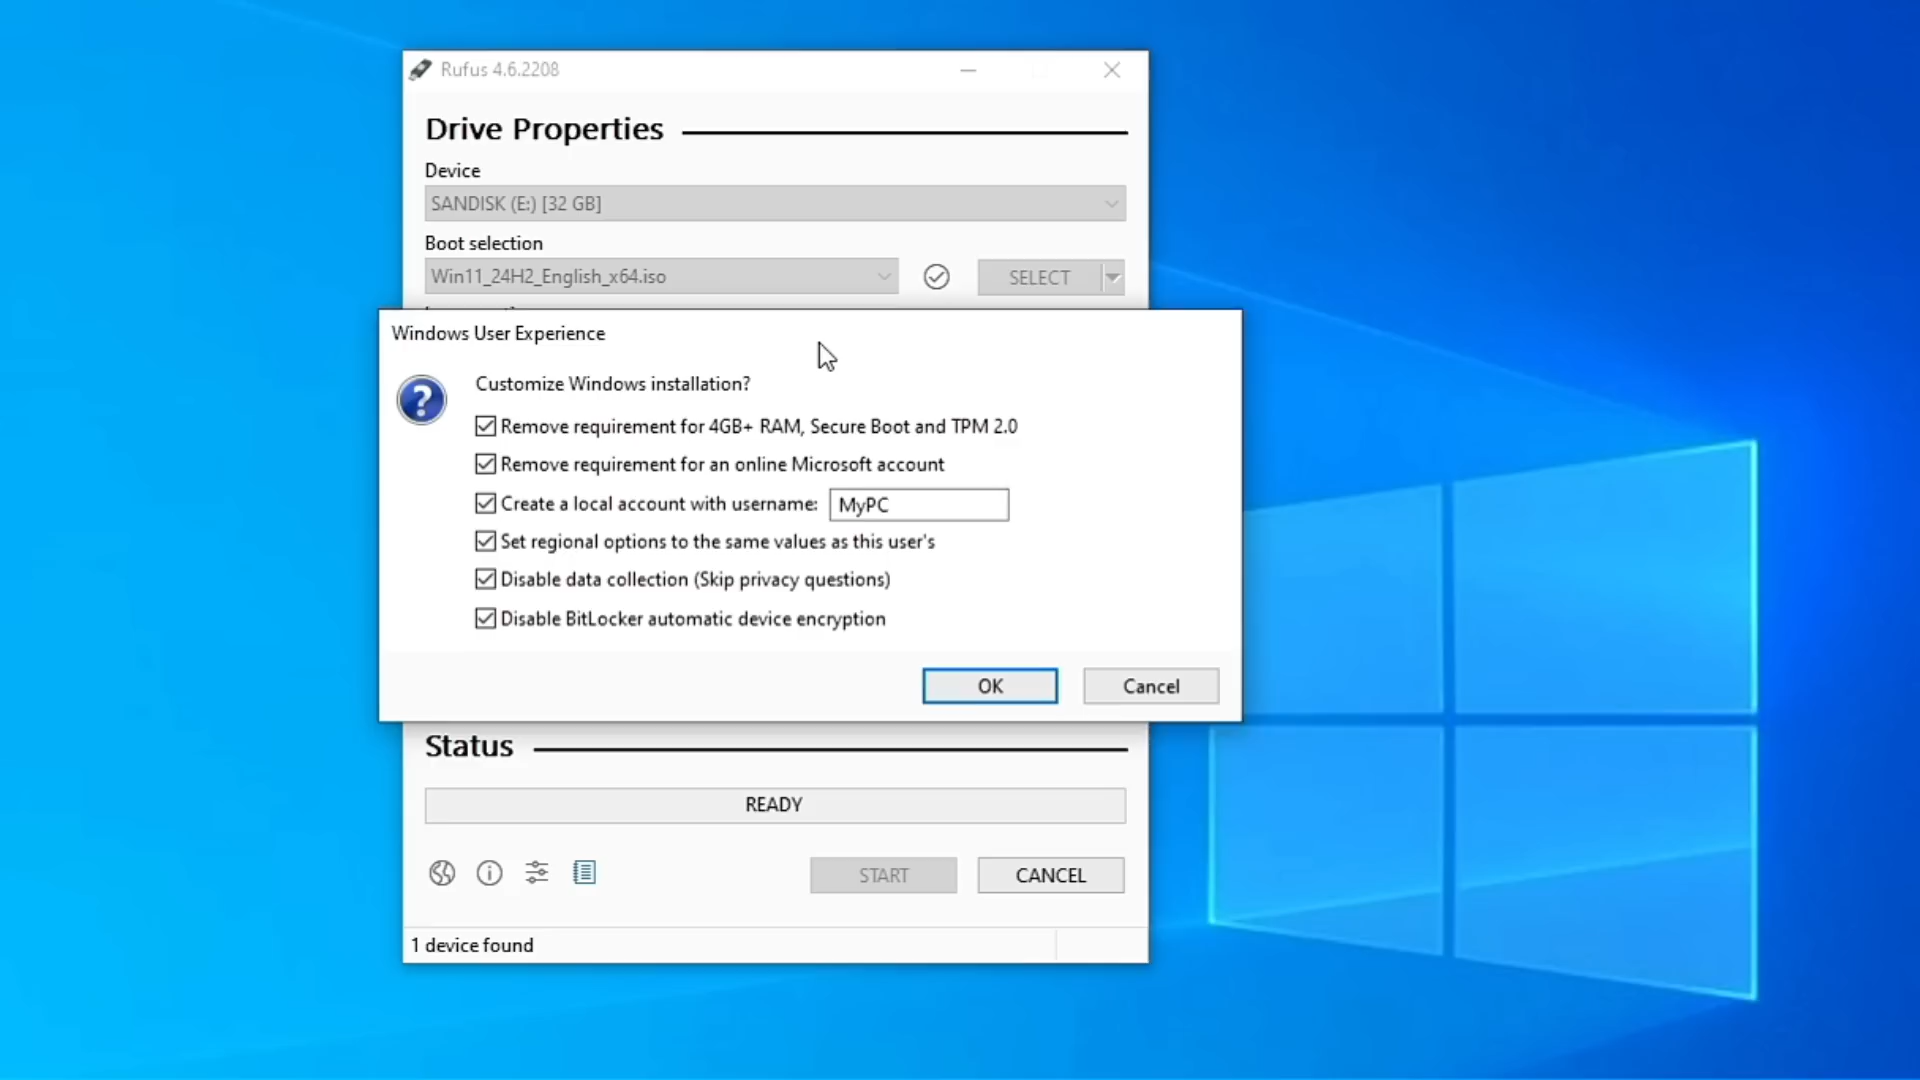 Rufus 4.6.2208
Drive Properties
Device
SANDISK (E:) [32 GB]
Boot selection
Win11_24H2_English_x64.iso
SELECT
Windows User Experience
Customize Windows installation?
Remove requirement for 4GB+ RAM, Secure Boot and TPM 2.0
Remove requirement for an online Microsoft account
Create a local account with username: MyPC
Set regional options to the same values as this user's
Disable data collection (Skip privacy questions)
Disable BitLocker automatic device encryption
OK Cancel
Status
READY
START CANCEL
1 device found